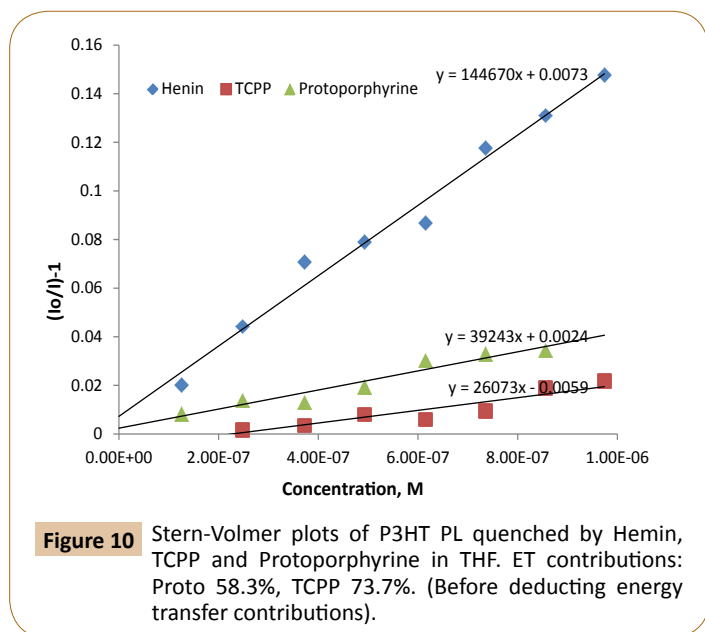 0.16
0.14
0.12
0.1
0.08
0.06
0.04
0.02
0
(Io/I)-1
Henin TCPP Protoporphyrine
y = 144670x + 0.0073
y = 39243x + 0.0024
y = 26073x - 0.0059
0.00E+00 2.00E-07 4.00E-07 6.00E-07 8.00E-07 1.00E-06
Concentration, M
Figure 10 Stern-Volmer plots of P3HT PL quenched by Hemin,
TCPP and Protoporphyrine in THF. ET contributions:
Proto 58.3%, TCPP 73.7%. (Before deducting energy
transfer contributions).